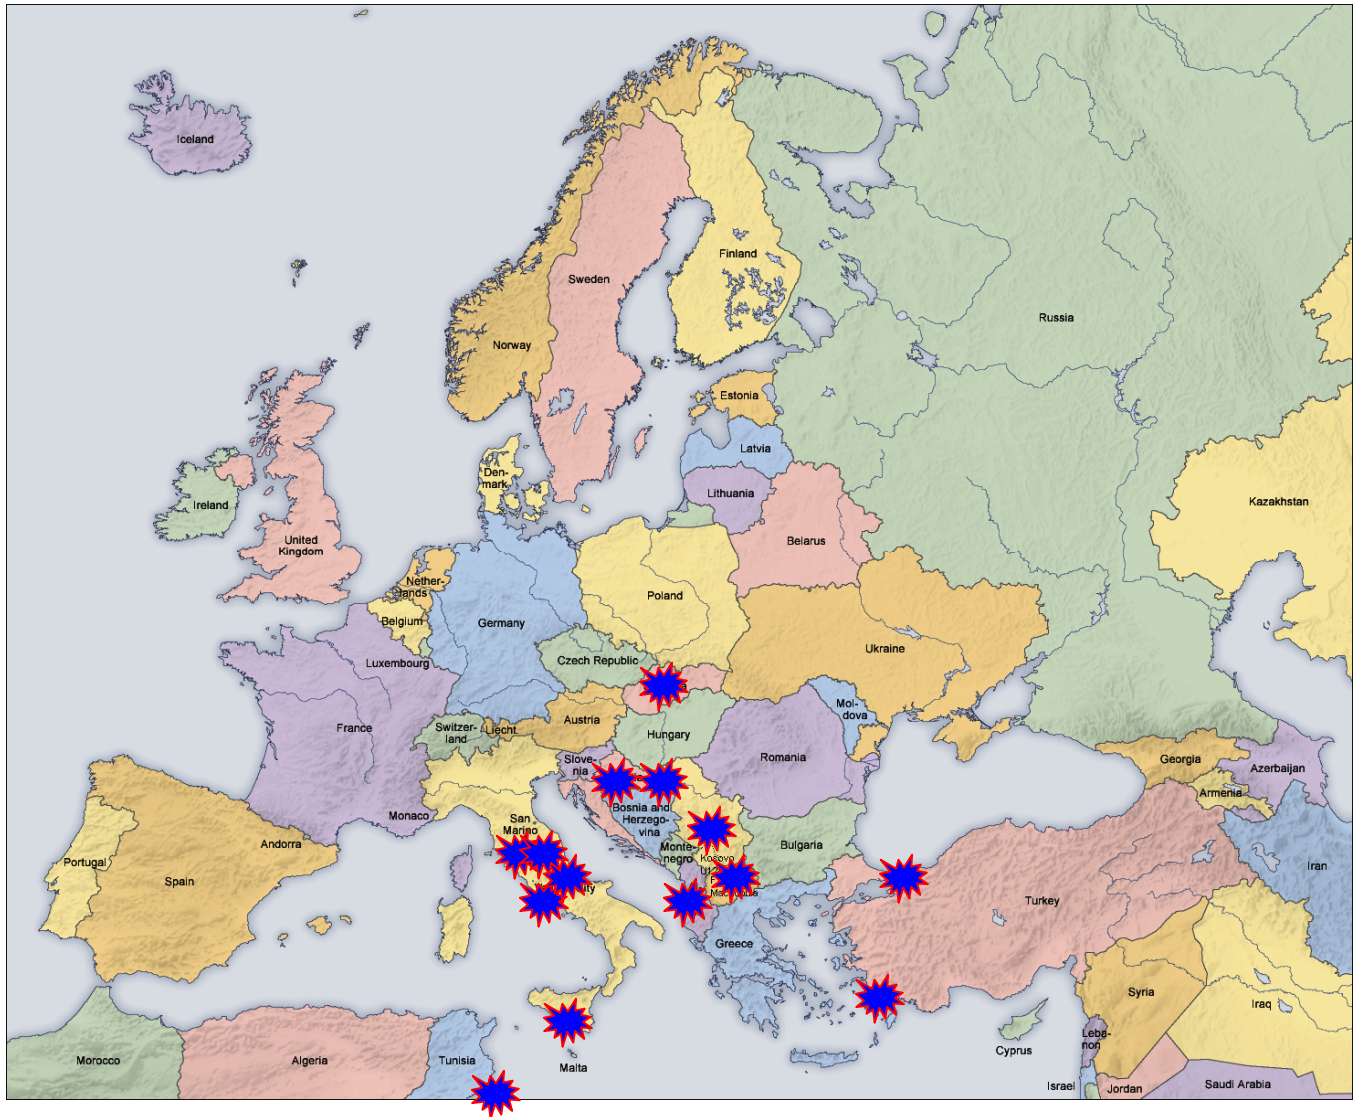 Iceland
Finland
Sweden
Russia
Norway
Estonia
Latvia
Den-
mark
Lithuania
Kazakhstan
Ireland
United
Kingdom
Belarus
Nether-
lands
Poland
Belgium
Germany
Ukraine
Czech Republic
Luxembourg
Mol-
dova
Austria
France
Switzer-
land
Liecht.
Hungary
Romania
Slove-
nia
Georgia
Azerbaijan
Armenia
Bosnia and
Herzego-
vina
Monaco
San
Marino
Andorra
Bulgaria
Monte-
negro
Kosovo
Portugal
Spain
Iran
Turkey
Greece
Syria
Iraq
Leba-
non
Cyprus
Morocco
Algeria
Tunisia
Malta
Israel
Jordan
Saudi Arabia